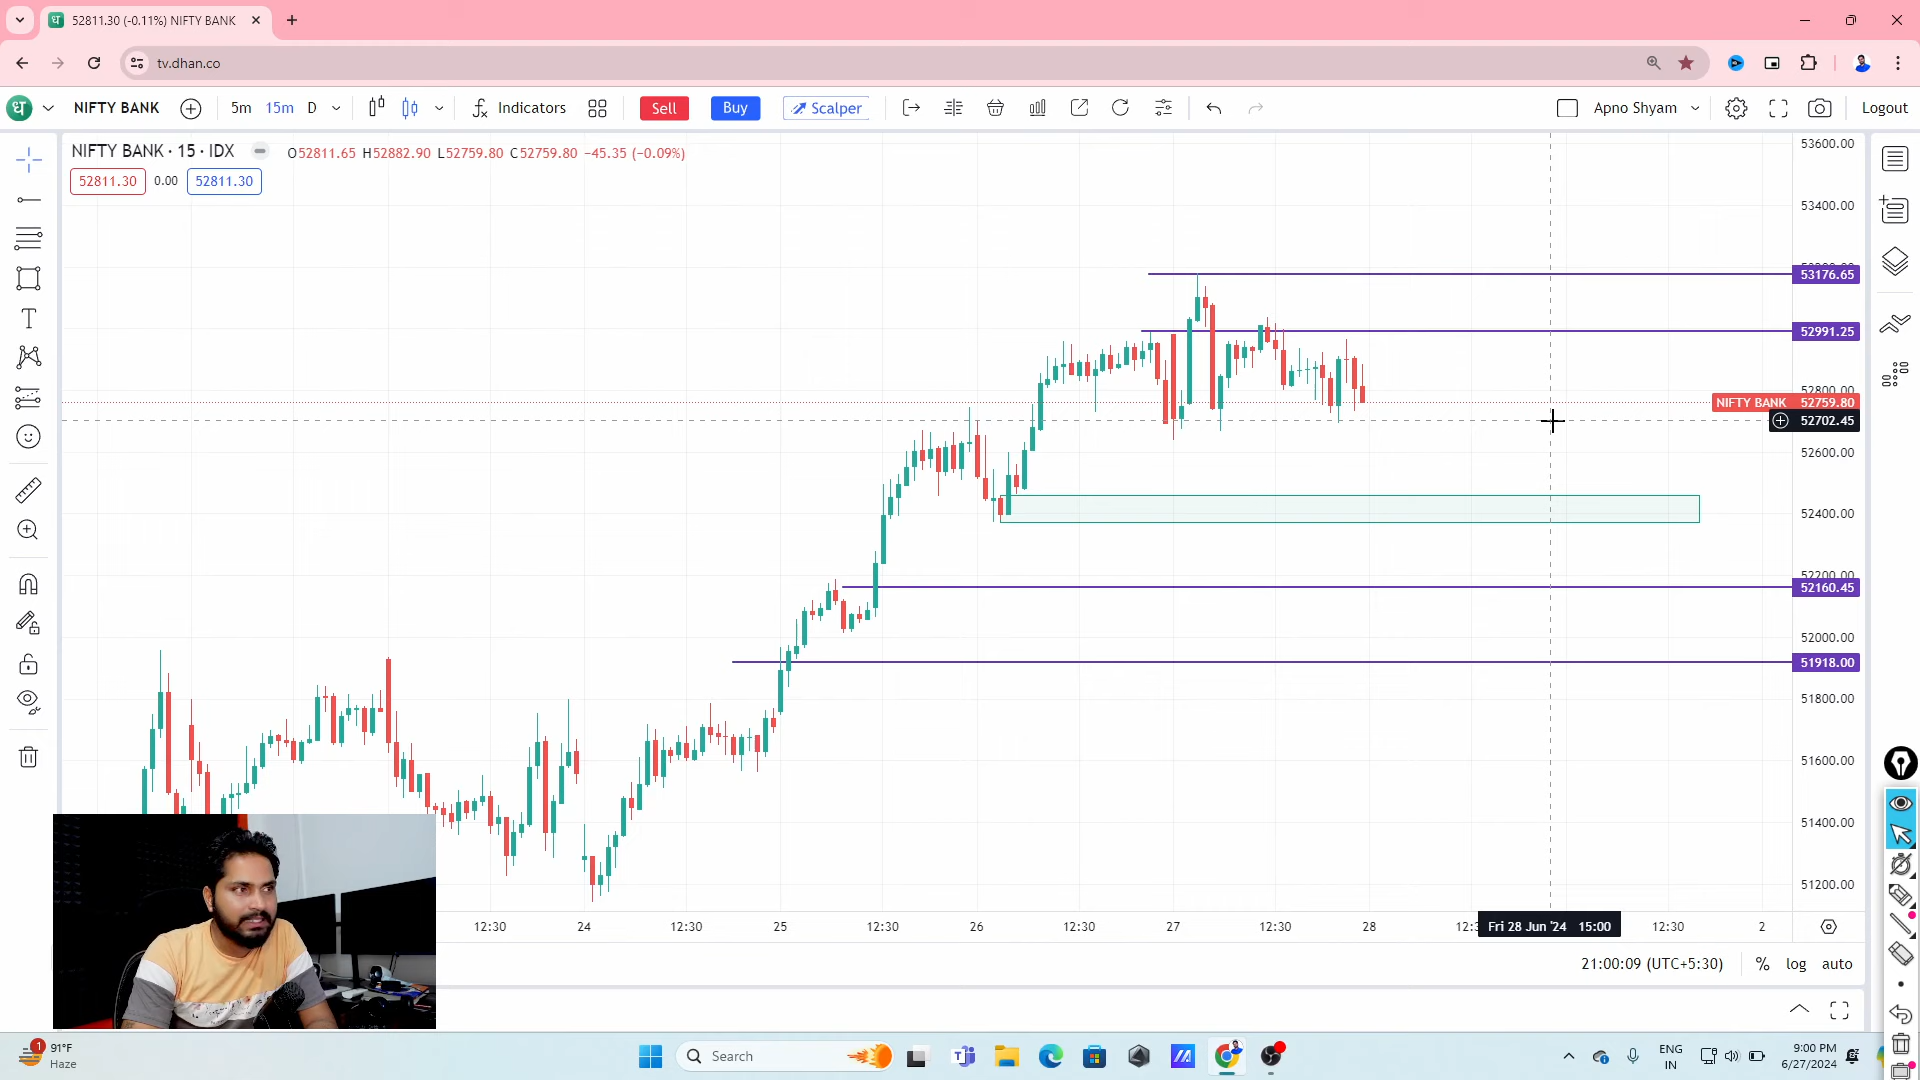 52811.30 (-0.11%) NIFTY BANK
tv.dhan.co
NIFTY BANK
5m 15m D
Indicators
Sell
Buy
Scalper
Apno Shyam
Logout
NIFTY BANK · 15 · IDX
O52811.65 H52882.90 L52759.80 C52759.80 −45.35 (−0.09%)
52811.30 0.00 52811.30
53600.00
53400.00
53176.65
52991.25
52800.00
NIFTY BANK 52759.80
52702.45
52600.00
52400.00
52200.00
52160.45
52000.00
51918.00
51800.00
51600.00
51400.00
51200.00
12:30 24 12:30 25 12:30 26 12:30 27 12:30 28 Fri 28 Jun '24 15:00 12:30 2
21:00:09 (UTC+5:30) % log auto
1
91°F
Haze
Search
ENG
IN
9:00 PM
6/27/2024